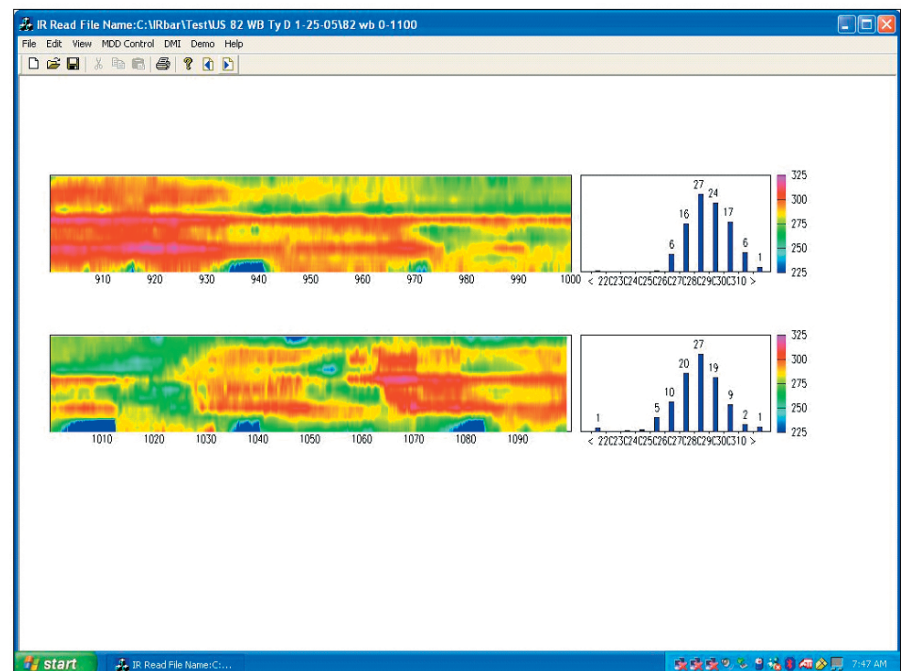 IR Read File Name:C:\IRbar\Test\US 82 WB Ty D 1-25-05\82 wb 0-1100
File Edit View MDD Control DMI Demo Help
325
300
275
250
225
27
24
16
17
6
6
1
910 920 930 940 950 960 970 980 990 1000
< 22C23C24C25C26C27C28C29C30C310 >
325
300
275
250
225
27
20
19
10
9
5
2
1
1
1010 1020 1030 1040 1050 1060 1070 1080 1090
< 22C23C24C25C26C27C28C29C30C310 >
start
IR Read File Name:C:...
7:47 AM